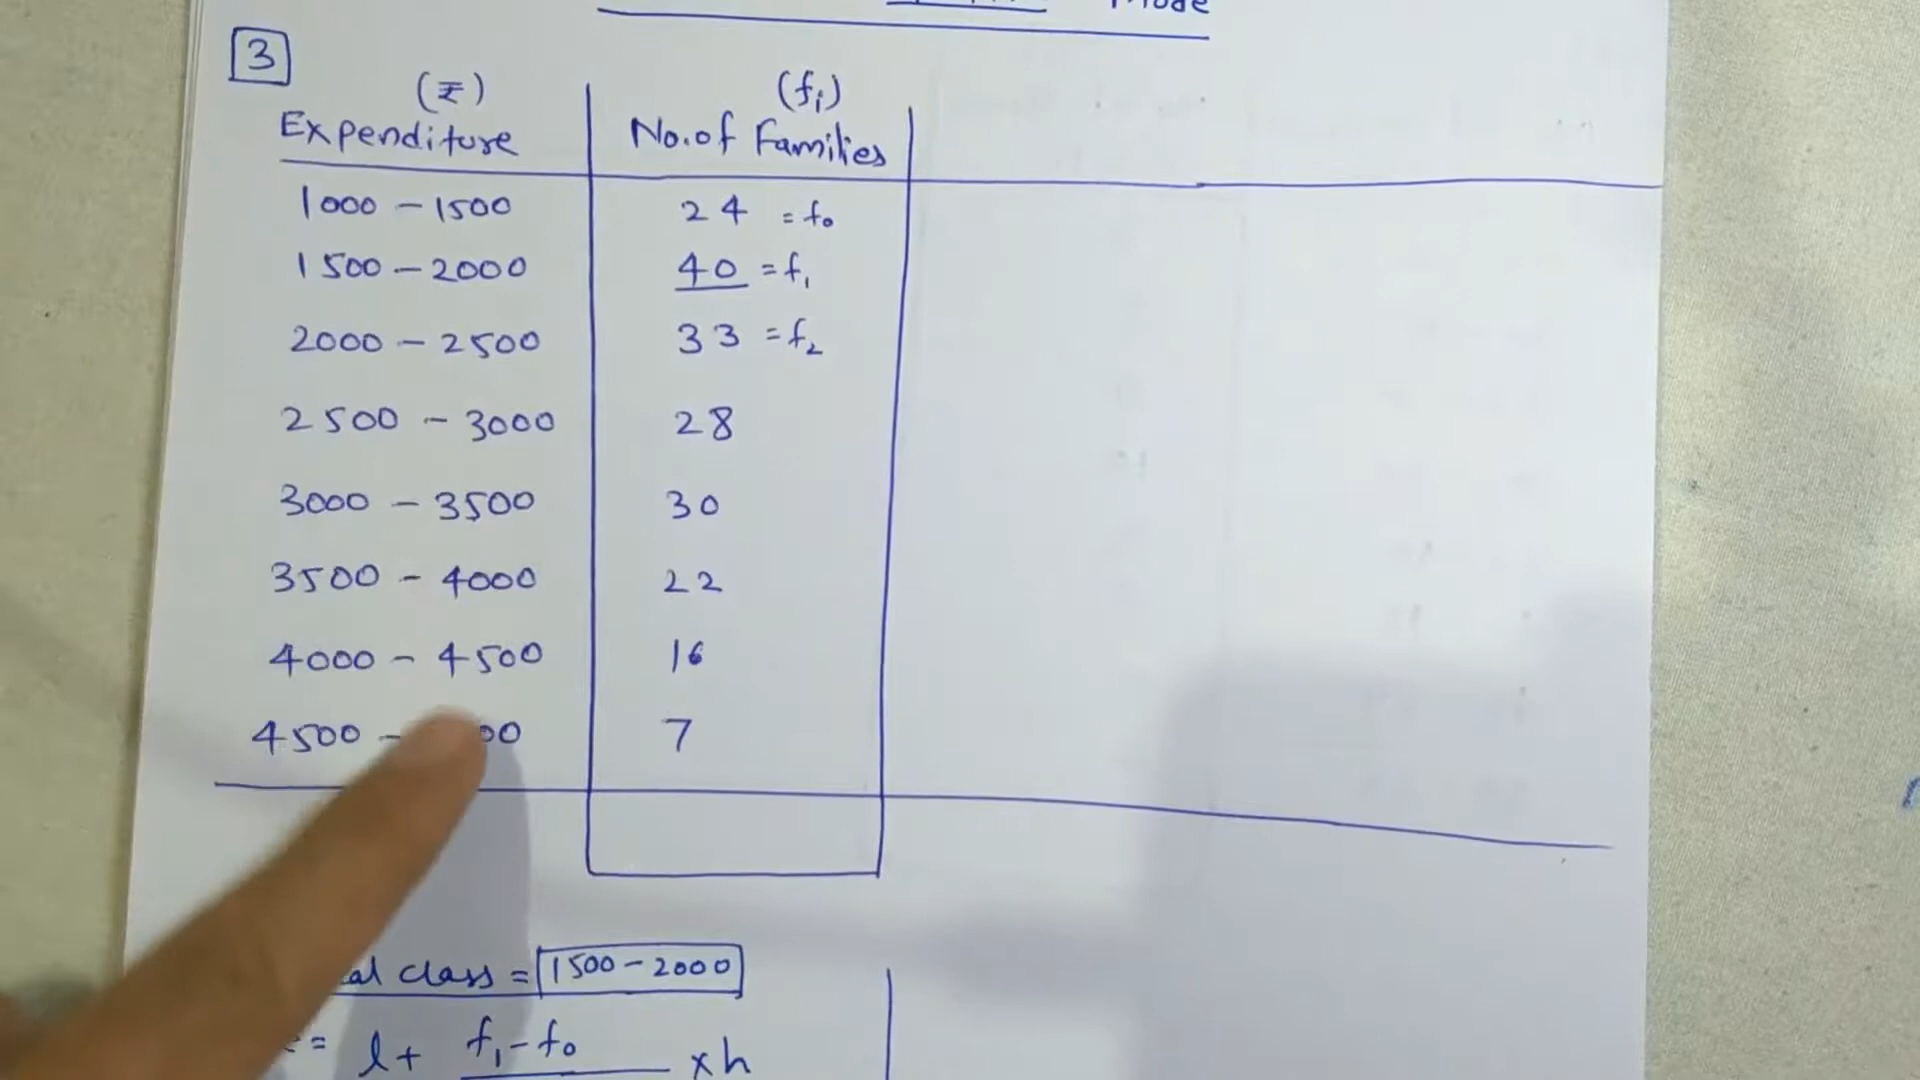 Mode
3
(₹) (fᵢ)
Expenditure No.of Families
1000 – 1500 24 = f₀
1500 – 2000 40 = f₁
2000 – 2500 33 = f₂
2500 – 3000 28
3000 – 3500 30
3500 – 4000 22
4000 – 4500 16
4500 – 7
class = 1500 – 2000
= l + f₁ – f₀ × h